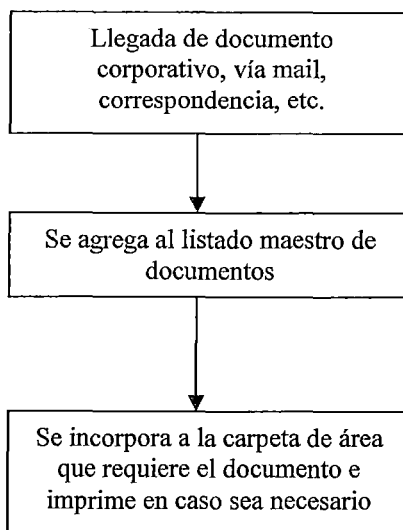 Llegada de documento
corporativo, vía mail,
correspondencia, etc.
Se agrega al listado maestro de
documentos
Se incorpora a la carpeta de área
que requiere el documento e
imprime en caso sea necesario